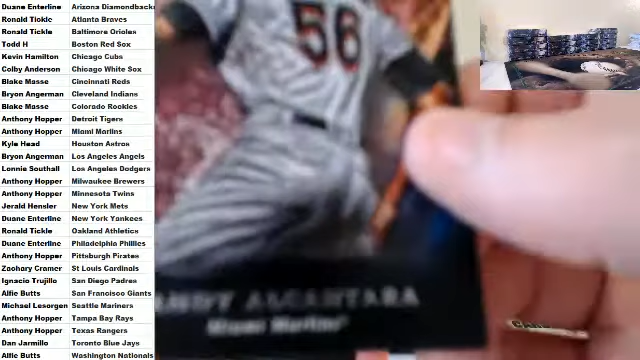 Duane Enterline Arizona Diamondbacks
Ronald Tickle Atlanta Braves
Ronald Tickle Baltimore Orioles
Todd H Boston Red Sox
Kevin Hamilton Chicago Cubs
Colby Anderson Chicago White Sox
Blake Masse Cincinnati Reds
Bryon Angerman Cleveland Indians
Blake Masse Colorado Rookies
Anthony Hopper Detroit Tigers
Anthony Hopper Miami Marlins
Kyle Head Houston Astros
Bryon Angerman Los Angeles Angels
Lonnie Southall Los Angeles Dodgers
Anthony Hopper Milwaukee Brewers
Anthony Hopper Minnesota Twins
Jerald Hensler New York Mets
Duane Enterline New York Yankees
Ronald Tickle Oakland Athletics
Duane Enterline Philadelphia Phillies
Anthony Hopper Pittsburgh Pirates
Zachary Cramer St Louis Cardinals
Ignacio Trujillo San Diego Padres
Alfie Butts San Francisco Giants
Michael Lesorgen Seattle Mariners
Anthony Hopper Tampa Bay Rays
Anthony Hopper Texas Rangers
Dan Jarmillo Toronto Blue Jays
Alfie Butts Washington Nationals
56
ALCANTARA
Miami Marlins